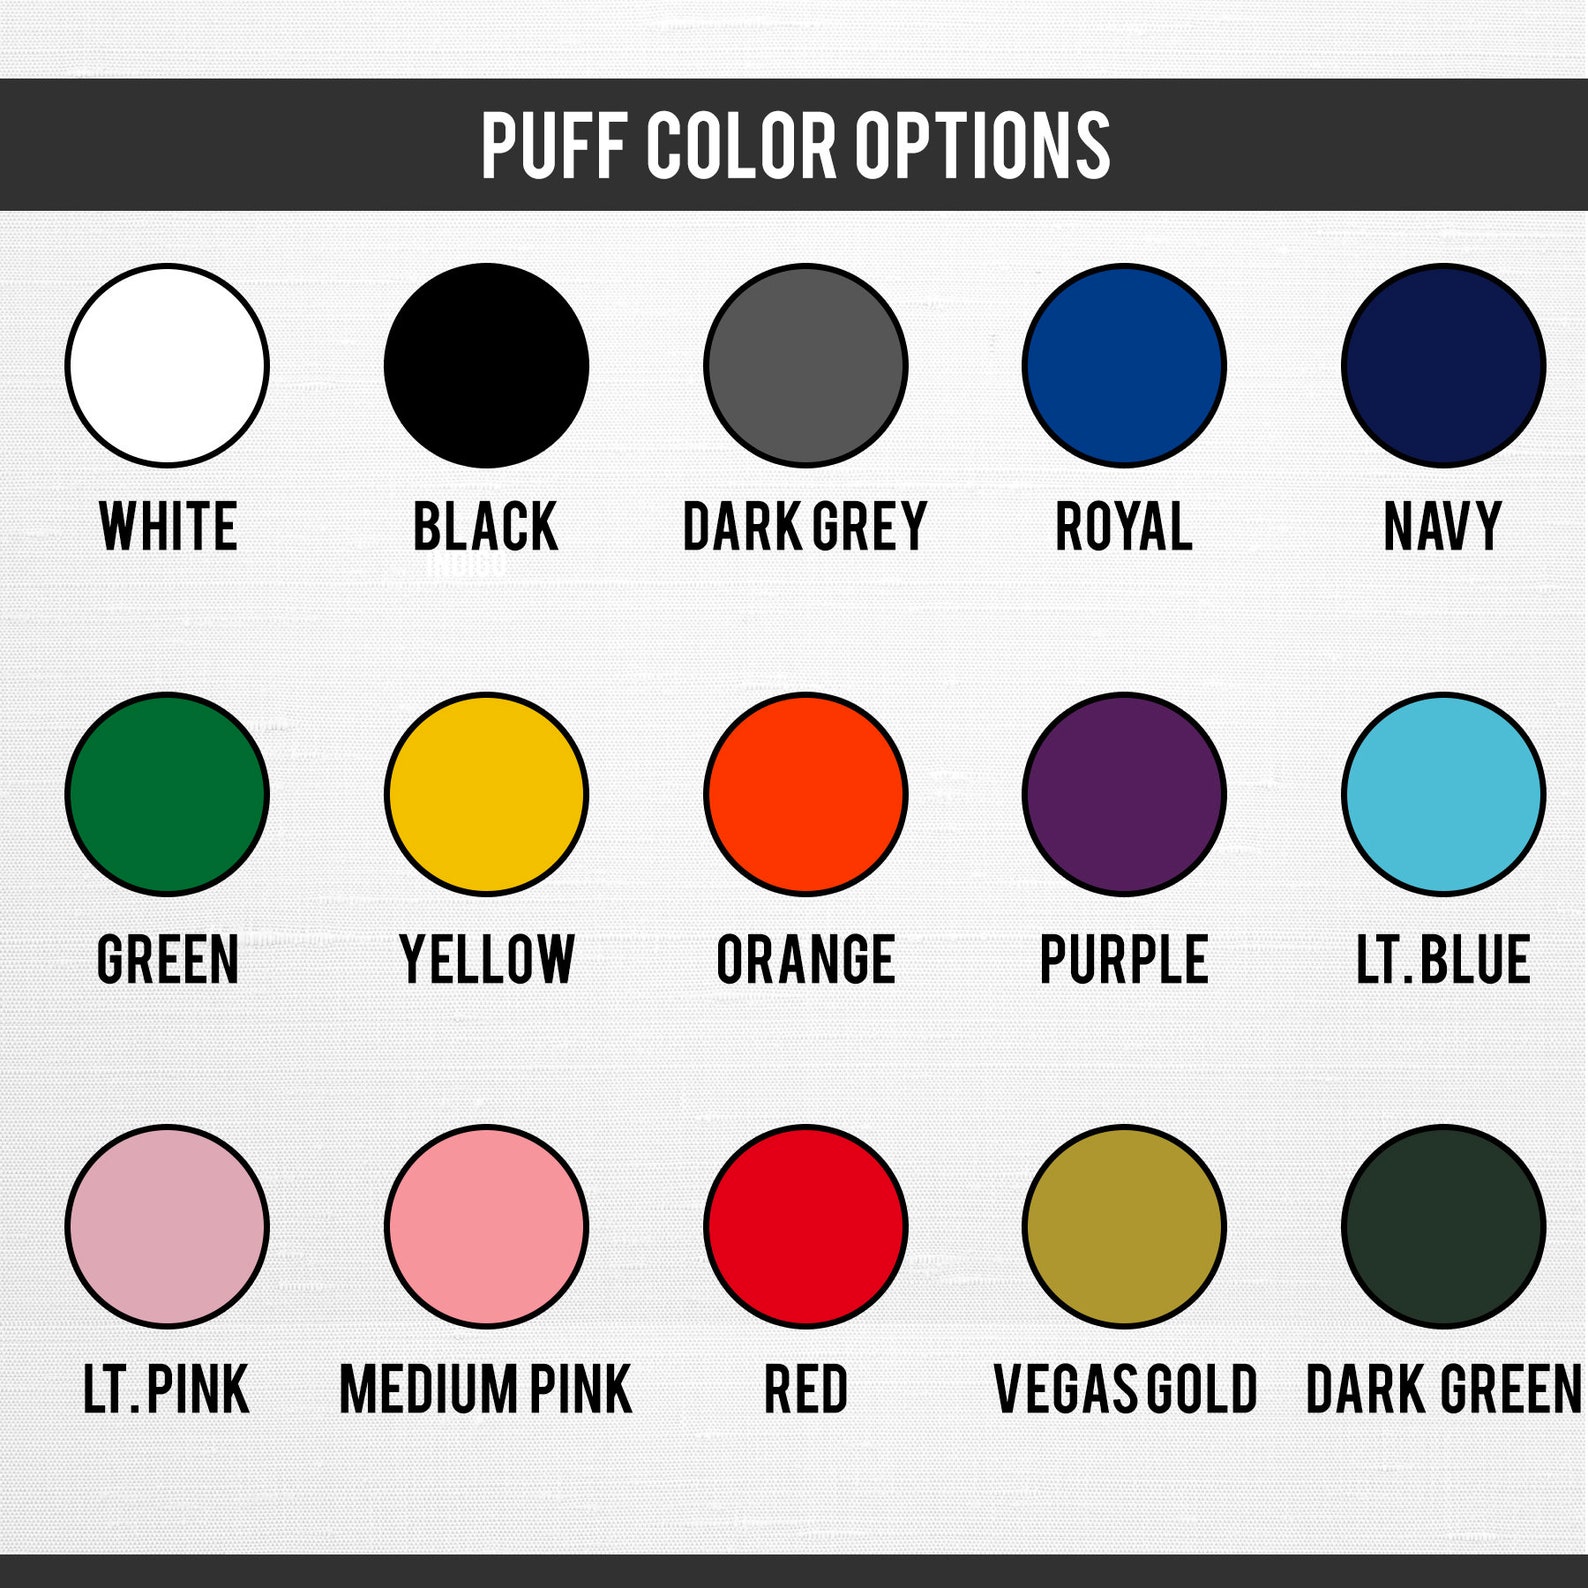 PUFF COLOR OPTIONS
WHITE BLACK DARK GREY ROYAL NAVY
INDIGO
GREEN YELLOW ORANGE PURPLE LT. BLUE
LT. PINK MEDIUM PINK RED VEGAS GOLD DARK GREEN